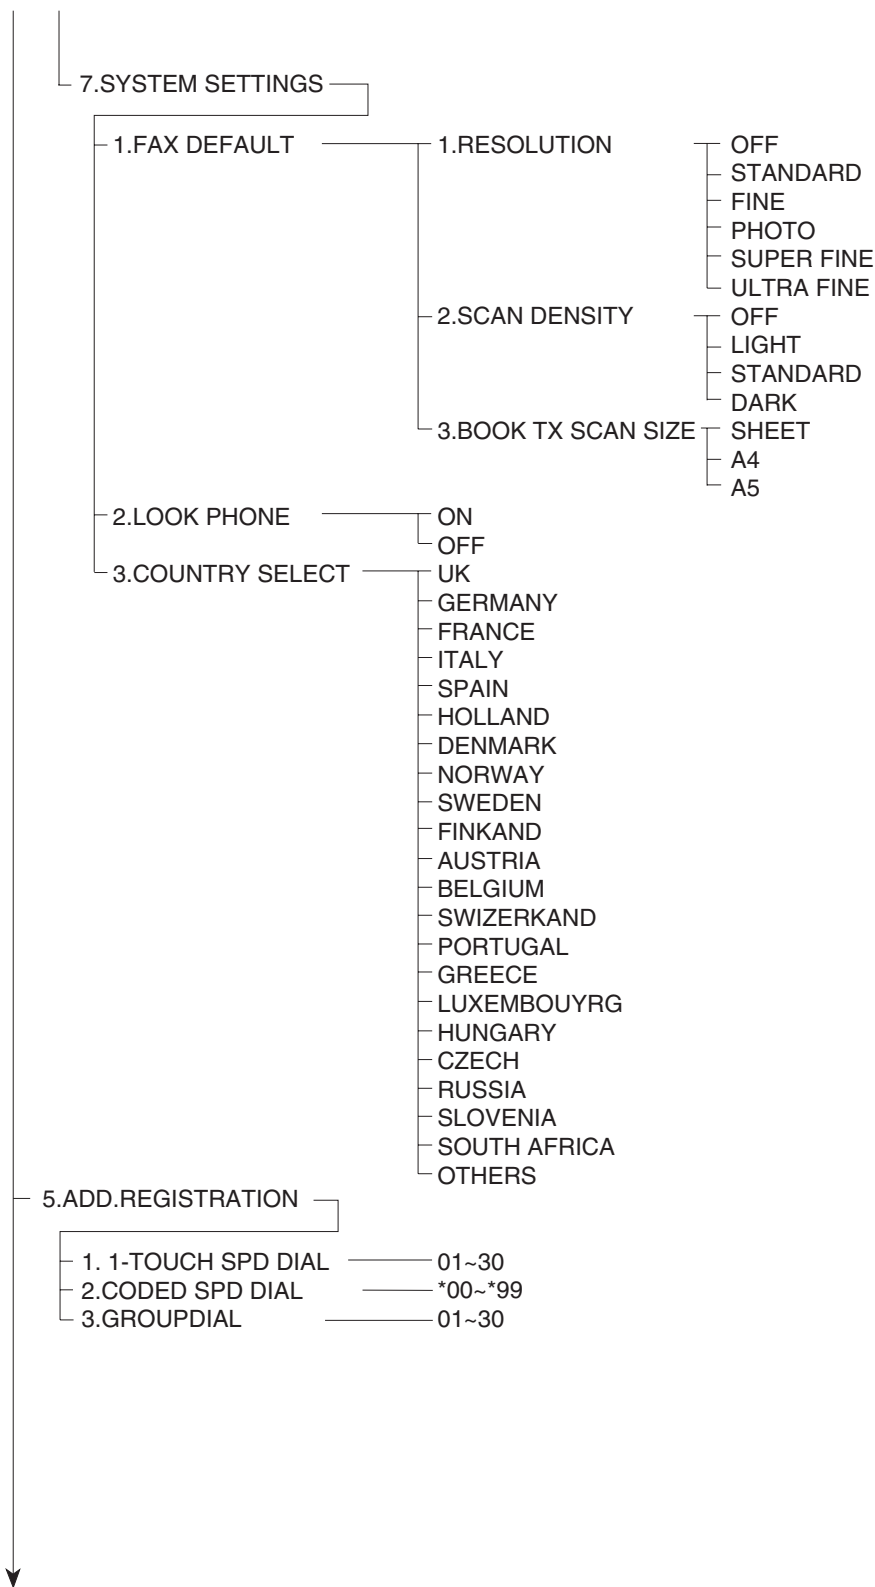 7.SYSTEM SETTINGS
1.FAX DEFAULT 1.RESOLUTION OFF
STANDARD
FINE
PHOTO
SUPER FINE
ULTRA FINE
2.SCAN DENSITY OFF
LIGHT
STANDARD
DARK
3.BOOK TX SCAN SIZE SHEET
A4
A5
2.LOOK PHONE ON
OFF
3.COUNTRY SELECT UK
GERMANY
FRANCE
ITALY
SPAIN
HOLLAND
DENMARK
NORWAY
SWEDEN
FINKAND
AUSTRIA
BELGIUM
SWIZERKAND
PORTUGAL
GREECE
LUXEMBOUYRG
HUNGARY
CZECH
RUSSIA
SLOVENIA
SOUTH AFRICA
OTHERS
5.ADD.REGISTRATION
1. 1-TOUCH SPD DIAL 01~30
2.CODED SPD DIAL *00~*99
3.GROUPDIAL 01~30